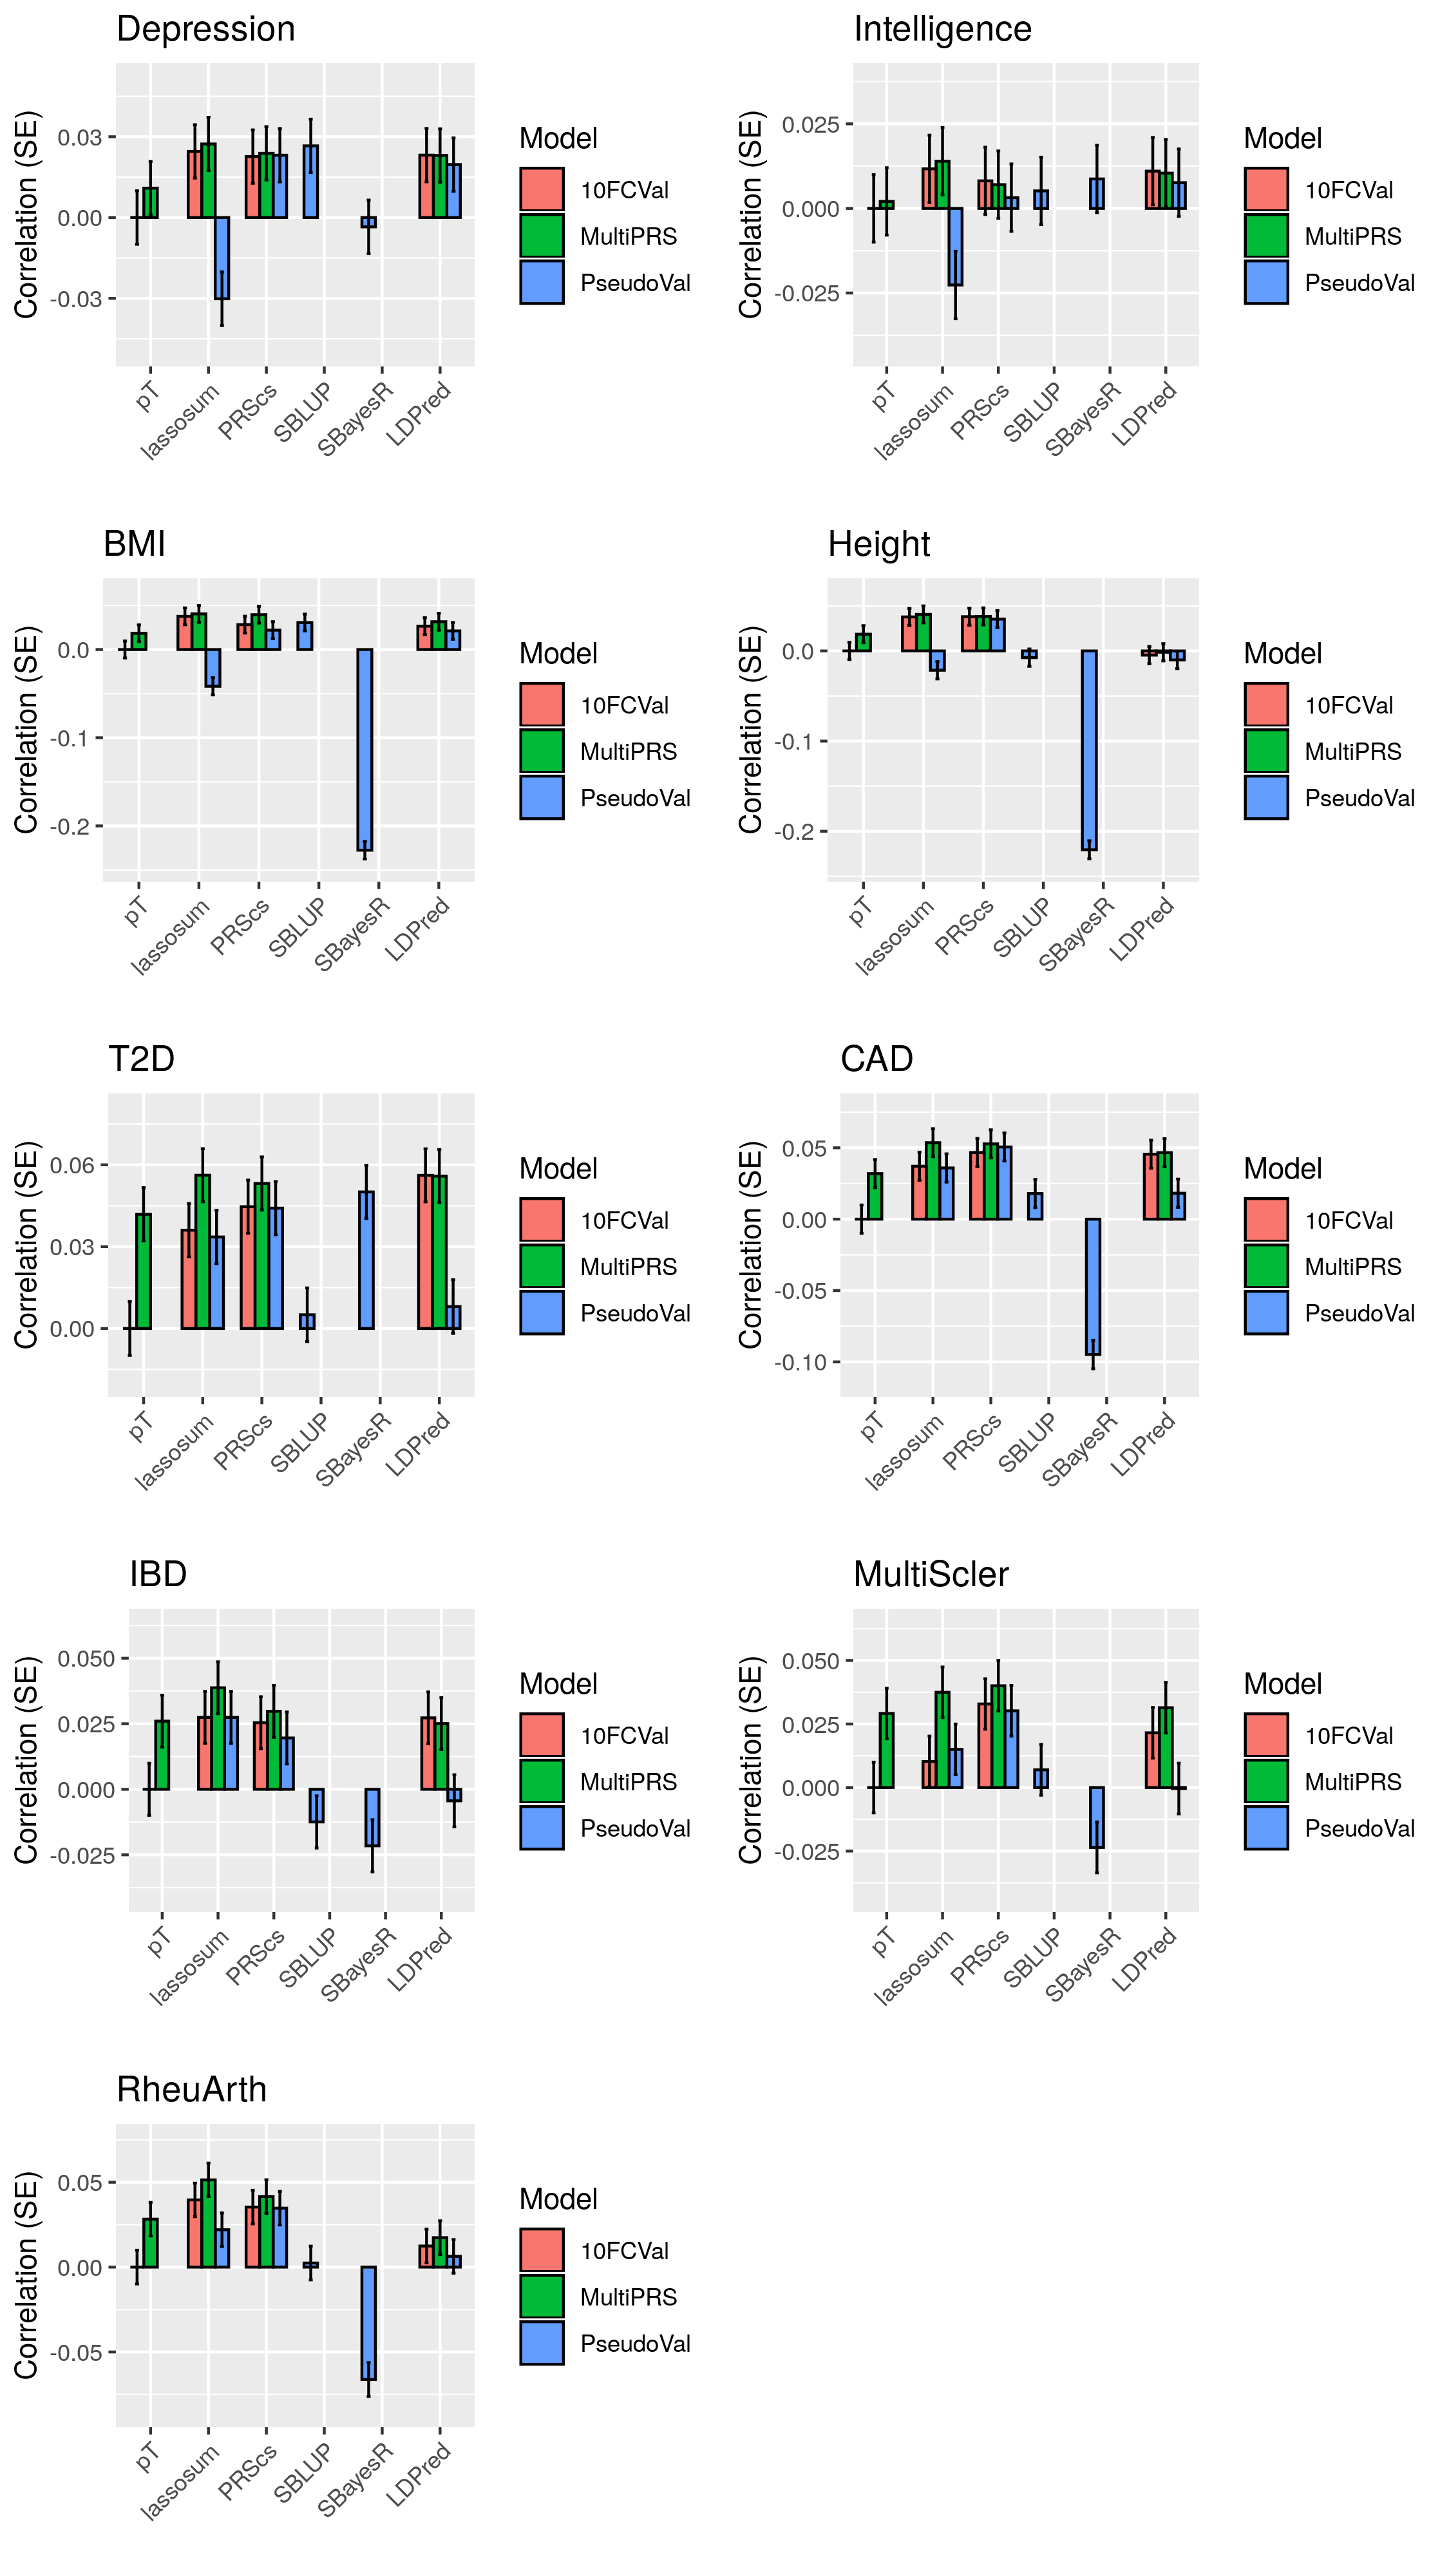 Depression
Correlation (SE)
0.03
0.00
-0.03
pT
lassosum
PRScs
SBLUP
SBayesR
LDPred
Model
10FCVal
MultiPRS
PseudoVal
Intelligence
Correlation (SE)
0.025
0.000
-0.025
pT
lassosum
PRScs
SBLUP
SBayesR
LDPred
Model
10FCVal
MultiPRS
PseudoVal
BMI
Correlation (SE)
0.0
-0.1
-0.2
pT
lassosum
PRScs
SBLUP
SBayesR
LDPred
Model
10FCVal
MultiPRS
PseudoVal
Height
Correlation (SE)
0.0
-0.1
-0.2
pT
lassosum
PRScs
SBLUP
SBayesR
LDPred
Model
10FCVal
MultiPRS
PseudoVal
T2D
Correlation (SE)
0.06
0.03
0.00
pT
lassosum
PRScs
SBLUP
SBayesR
LDPred
Model
10FCVal
MultiPRS
PseudoVal
CAD
Correlation (SE)
0.05
0.00
-0.05
-0.10
pT
lassosum
PRScs
SBLUP
SBayesR
LDPred
Model
10FCVal
MultiPRS
PseudoVal
IBD
Correlation (SE)
0.050
0.025
0.000
-0.025
pT
lassosum
PRScs
SBLUP
SBayesR
LDPred
Model
10FCVal
MultiPRS
PseudoVal
MultiScler
Correlation (SE)
0.050
0.025
0.000
-0.025
pT
lassosum
PRScs
SBLUP
SBayesR
LDPred
Model
10FCVal
MultiPRS
PseudoVal
RheuArth
Correlation (SE)
0.05
0.00
-0.05
pT
lassosum
PRScs
SBLUP
SBayesR
LDPred
Model
10FCVal
MultiPRS
PseudoVal